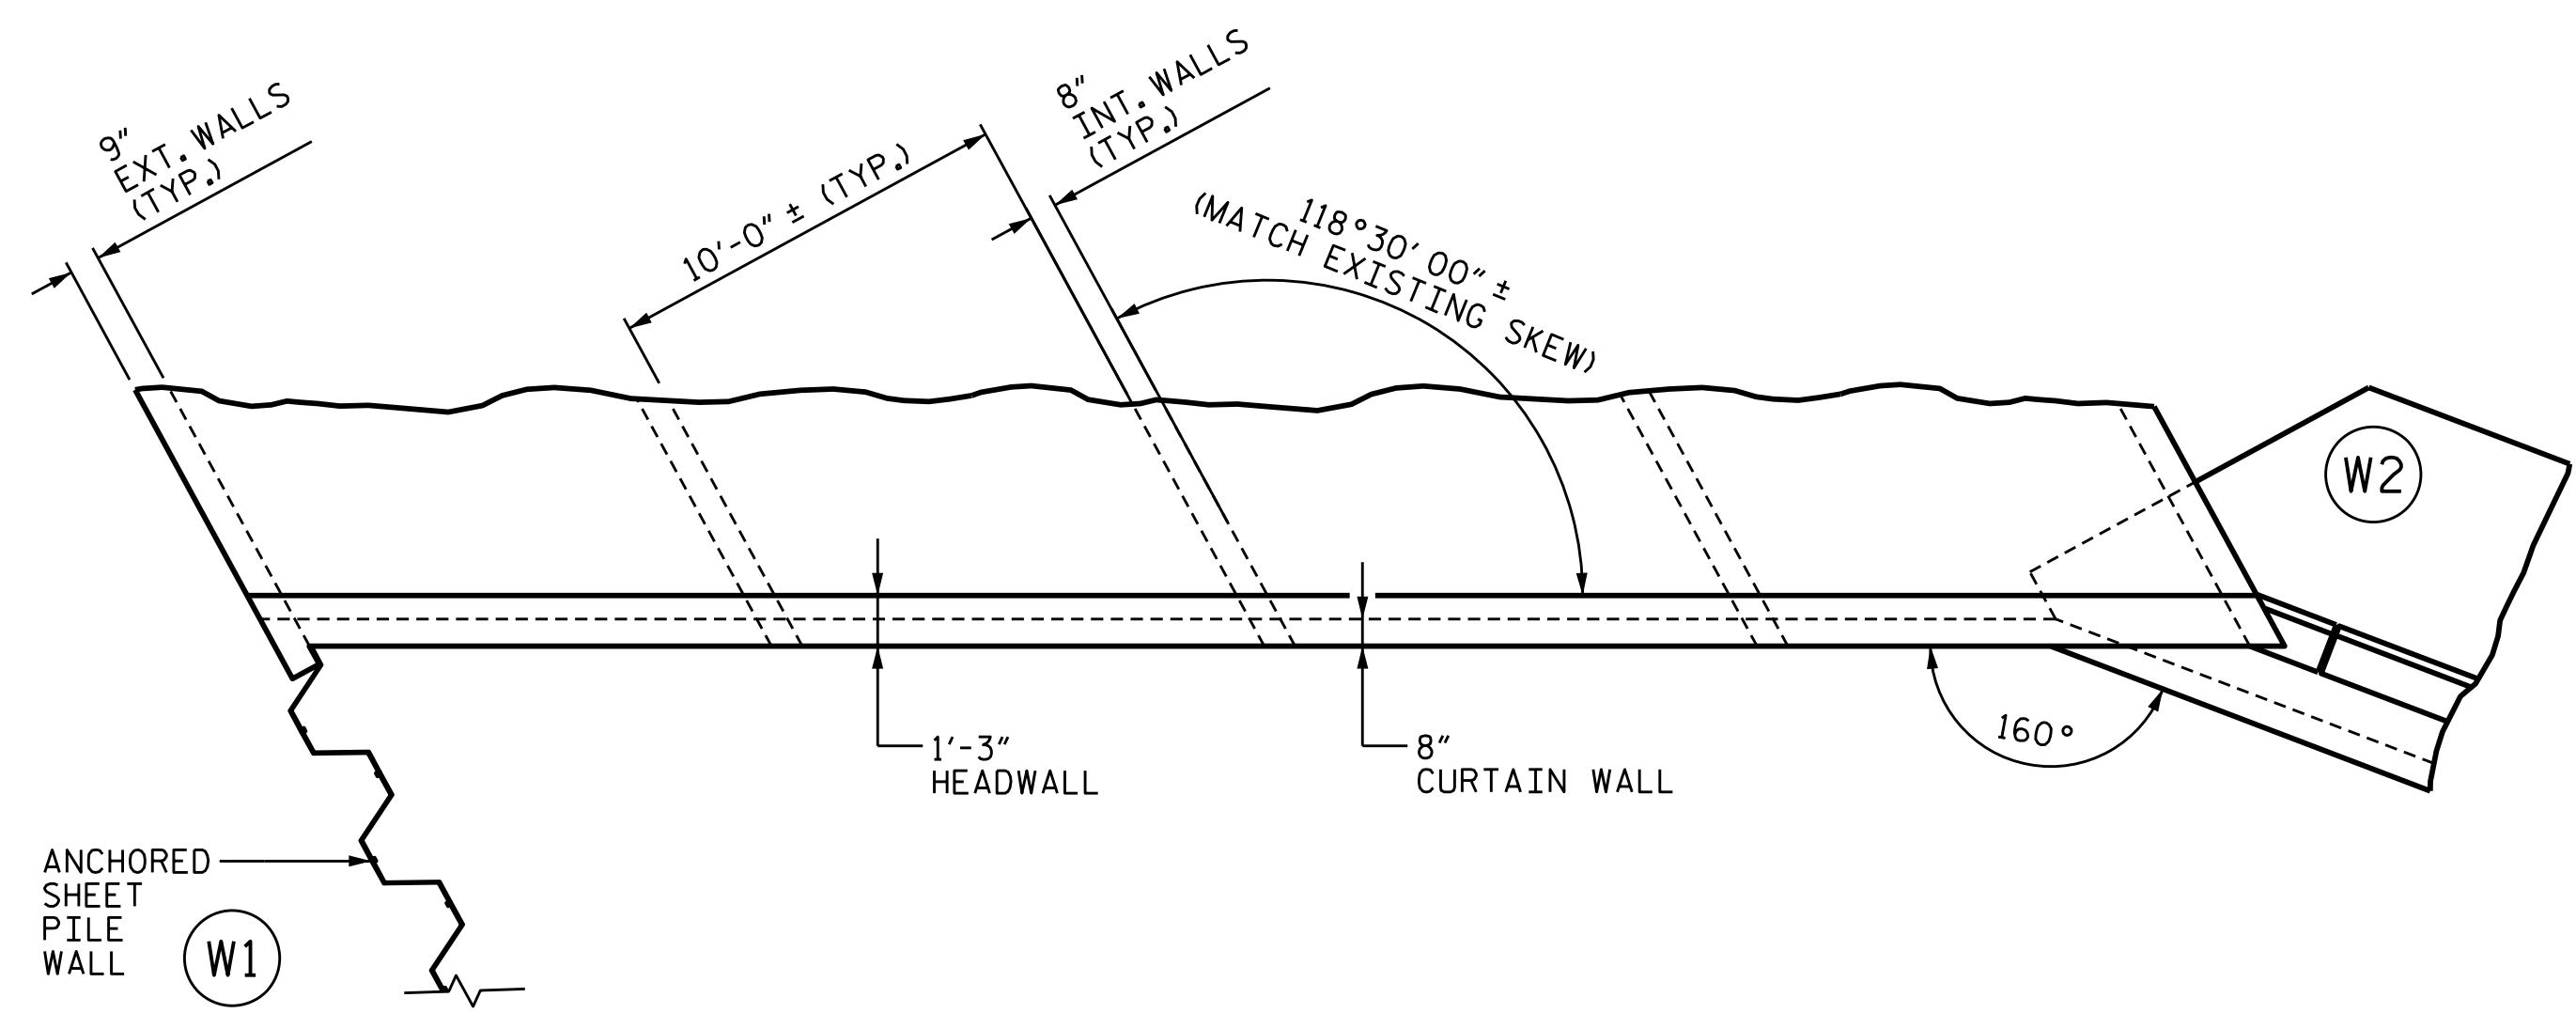 9"
EXT. WALLS
(TYP.)
10'-0" ± (TYP.)
8"
INT. WALLS
(TYP.)
118°30'00" ±
(MATCH EXISTING SKEW)
W2
1'-3"
HEADWALL
8"
CURTAIN WALL
160°
ANCHORED
SHEET
PILE
WALL
W1